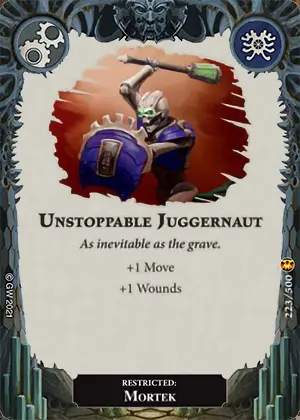 UNSTOPPABLE JUGGERNAUT
As inevitable as the grave.
+1 Move
+1 Wounds
© GW 2021
223/500
RESTRICTED:
MORTEK